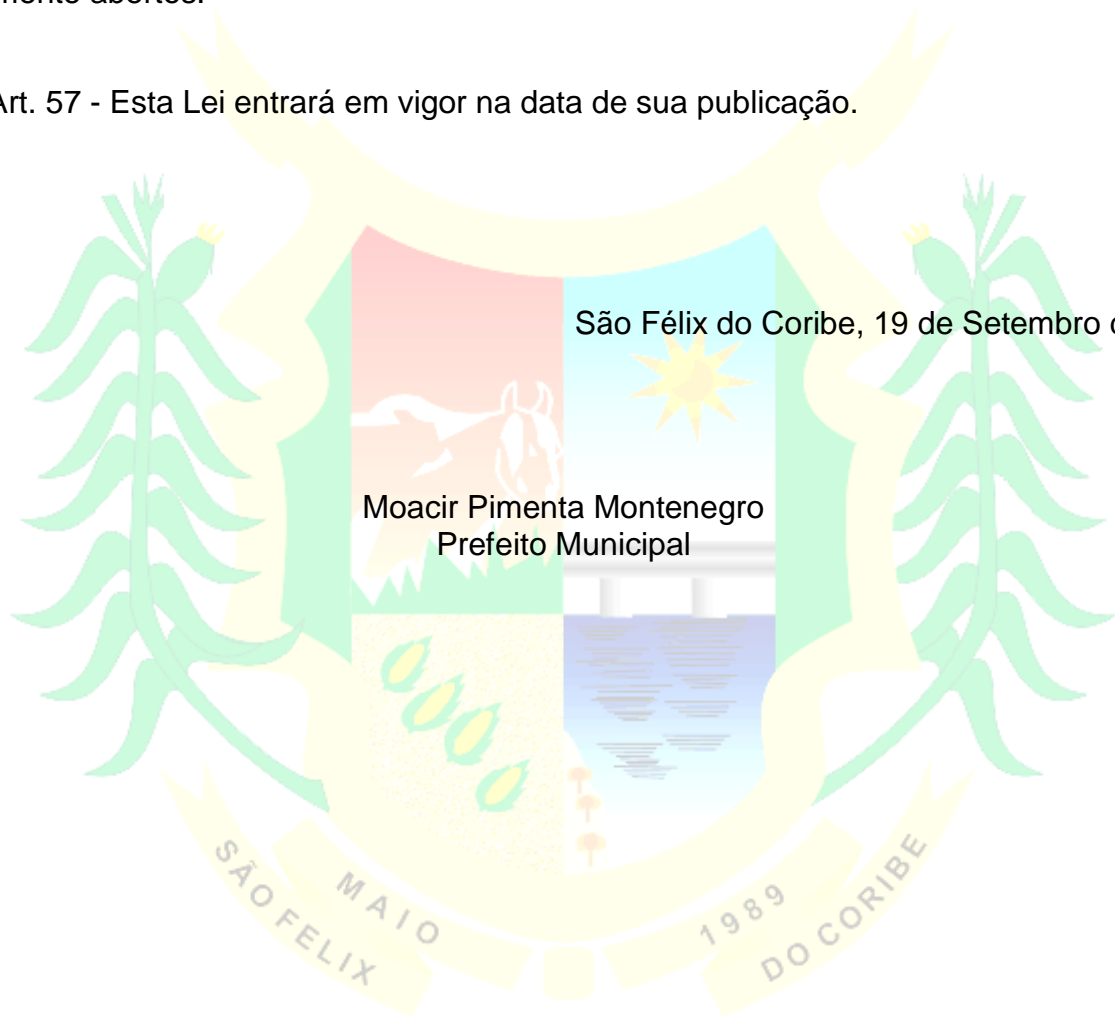 abertos.
Art. 57 - Esta Lei entrará em vigor na data de sua publicação.
São Félix do Coribe, 19 de Setembro
Moacir Pimenta Montenegro
Prefeito Municipal
SÃO FELIX
MAIO
1989
DO CORIBE